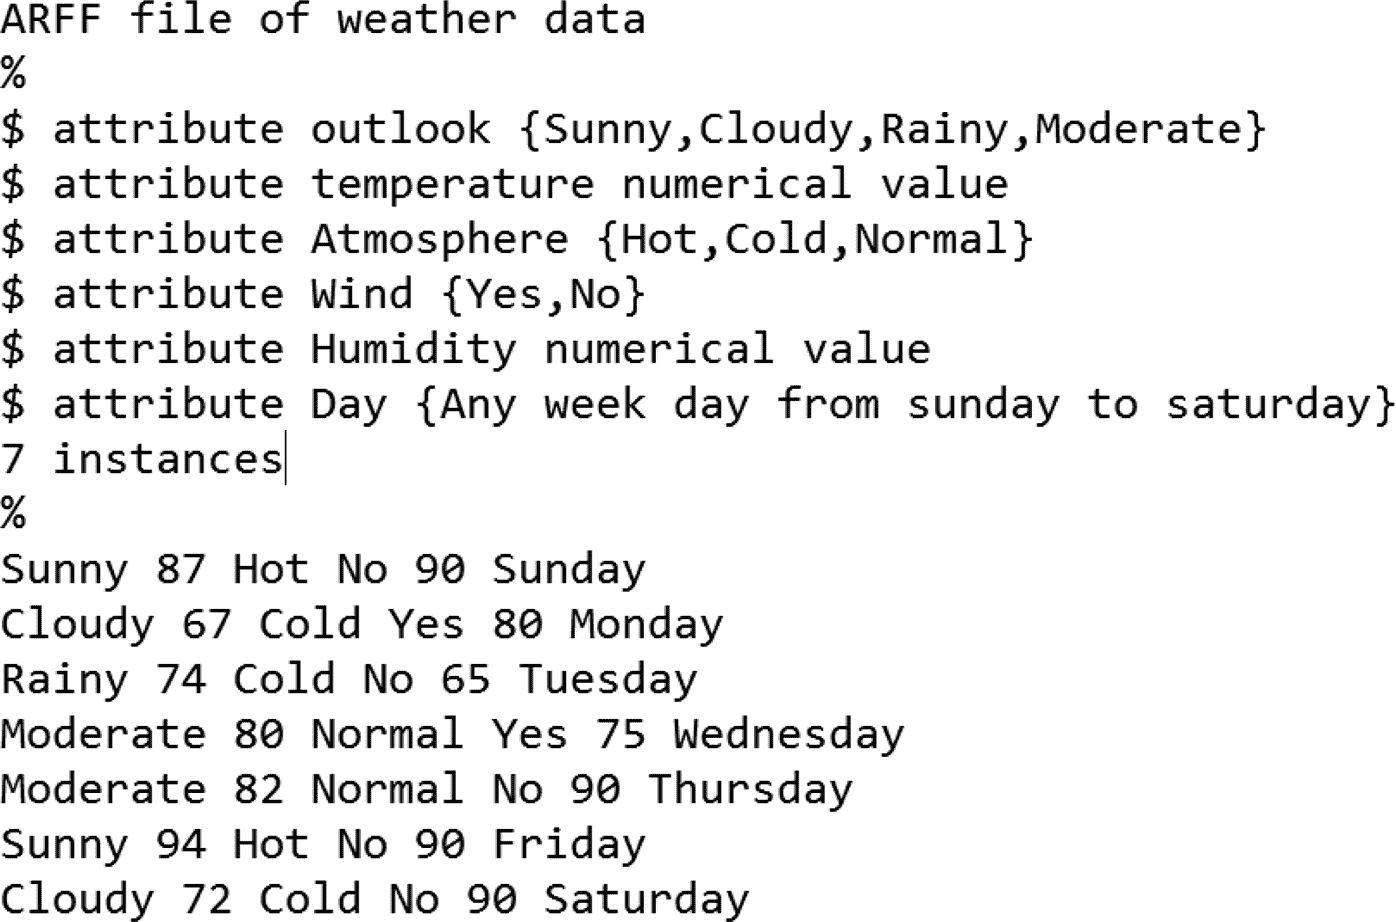 ARFF file of weather data
%
$ attribute outlook {Sunny,Cloudy,Rainy,Moderate}
$ attribute temperature numerical value
$ attribute Atmosphere {Hot,Cold,Normal}
$ attribute Wind {Yes,No}
$ attribute Humidity numerical value
$ attribute Day {Any week day from sunday to saturday}
7 instances
%
Sunny 87 Hot No 90 Sunday
Cloudy 67 Cold Yes 80 Monday
Rainy 74 Cold No 65 Tuesday
Moderate 80 Normal Yes 75 Wednesday
Moderate 82 Normal No 90 Thursday
Sunny 94 Hot No 90 Friday
Cloudy 72 Cold No 90 Saturday